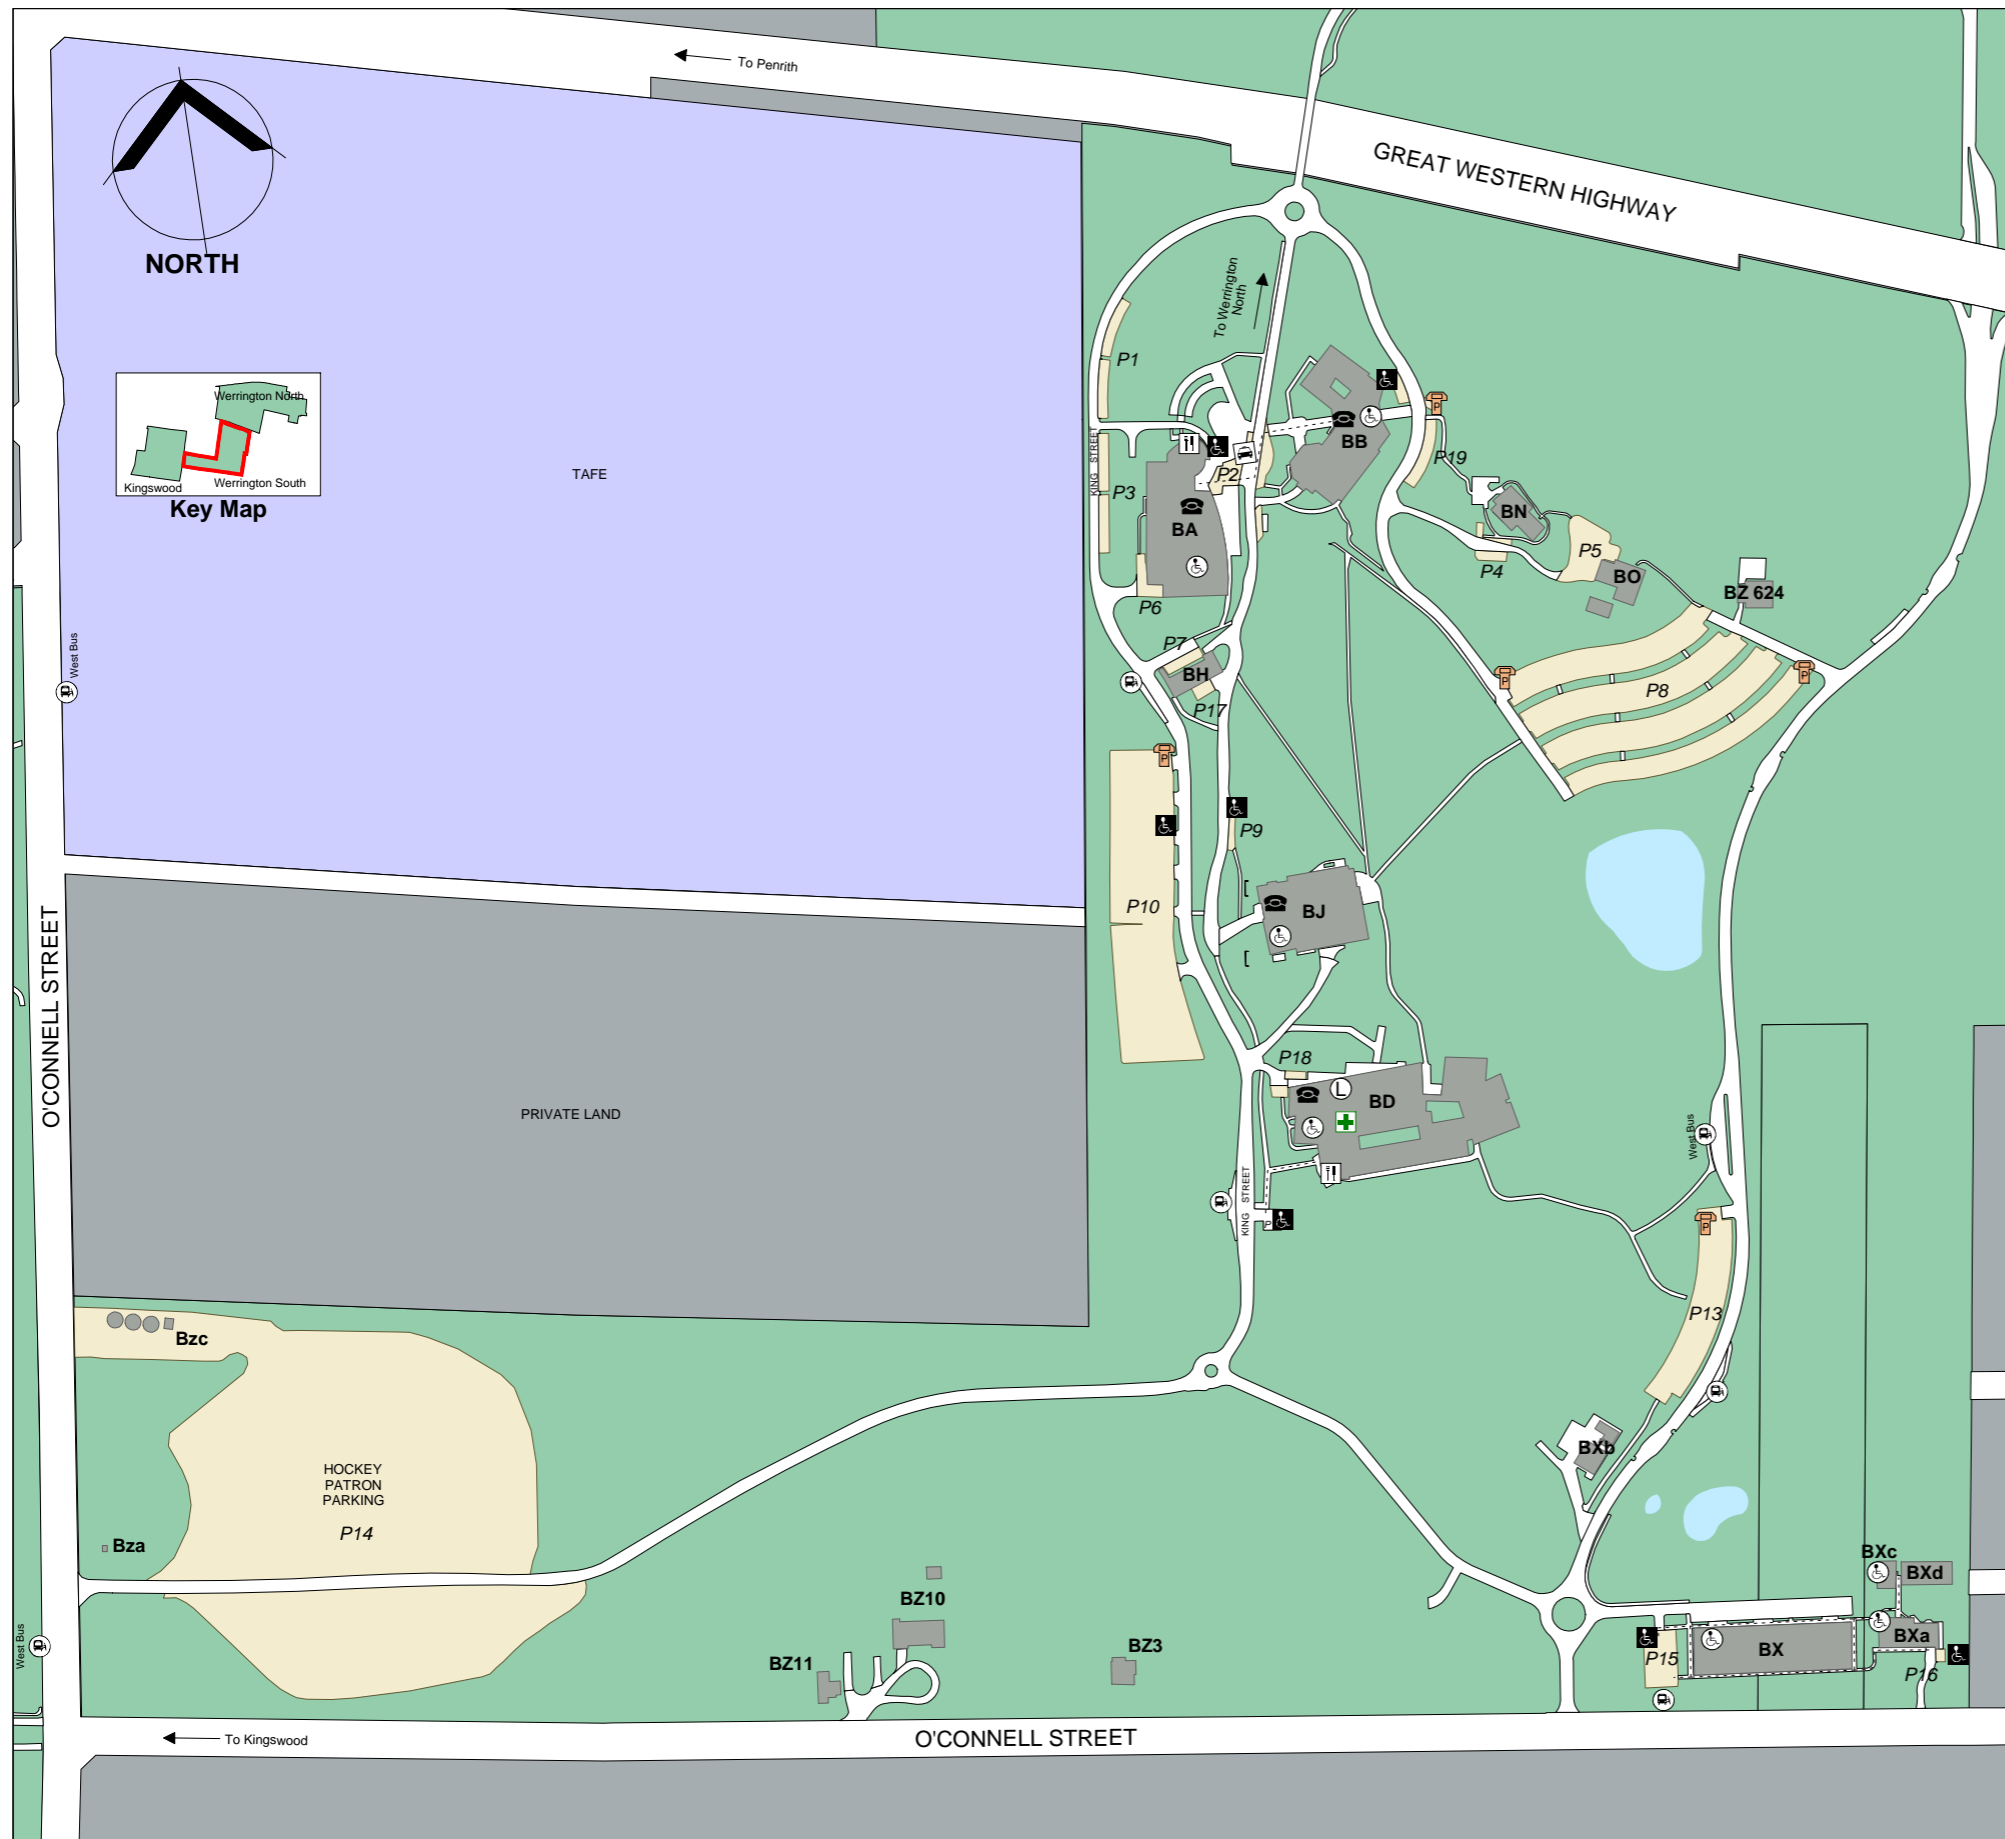 To Penrith
GREAT WESTERN HIGHWAY
NORTH
To Werrington
North
P1
Werrington North
Kingswood
Werrington South
Key Map
TAFE
KING STREET
P3
P2
BA
BB
P19
BN
P4
P5
BO
BZ 624
P6
P7
BH
P17
P
P
P
P
P8
West Bus
P9
P10
BJ
O'CONNELL STREET
PRIVATE LAND
P18
L
BD
West Bus
KING STREET
P
P
P13
Bzc
HOCKEY
PATRON
PARKING
P14
Bza
BXb
BXc
BXd
BZ10
BZ11
BZ3
BX
BXa
P15
P16
West Bus
To Kingswood
O'CONNELL STREET